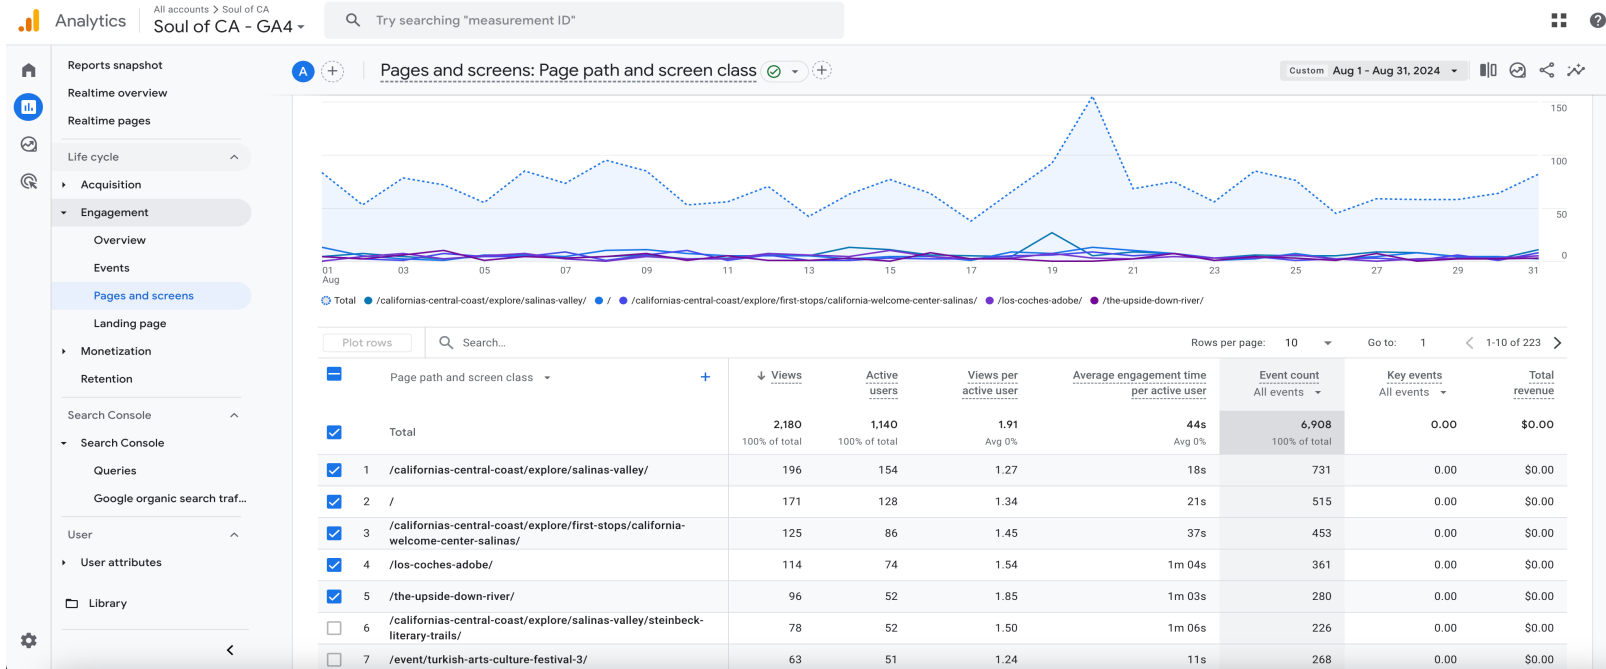 Analytics
All accounts > Soul of CA
Soul of CA - GA4
Try searching "measurement ID"
Reports snapshot
Realtime overview
Realtime pages
Life cycle
Acquisition
Engagement
Overview
Events
Pages and screens
Landing page
Monetization
Retention
Search Console
Search Console
Queries
Google organic search traf...
User
User attributes
Library
A
Pages and screens: Page path and screen class
Custom Aug 1 - Aug 31, 2024
150
100
50
0
01 03 05 07 09 11 13 15 17 19 21 23 25 27 29 31
Aug
Total /californias-central-coast/explore/salinas-valley/ / /californias-central-coast/explore/first-stops/california-welcome-center-salinas/ /los-coches-adobe/ /the-upside-down-river/
Plot rows Search... Rows per page: 10 Go to: 1 1-10 of 223
Page path and screen class + Views Active users Views per active user Average engagement time per active user Event count All events Key events All events Total revenue
Total 2,180 1,140 1.91 44s 6,908 0.00 $0.00
100% of total 100% of total Avg 0% Avg 0% 100% of total
1 /californias-central-coast/explore/salinas-valley/ 196 154 1.27 18s 731 0.00 $0.00
2 / 171 128 1.34 21s 515 0.00 $0.00
3 /californias-central-coast/explore/first-stops/california-
welcome-center-salinas/ 125 86 1.45 37s 453 0.00 $0.00
4 /los-coches-adobe/ 114 74 1.54 1m 04s 361 0.00 $0.00
5 /the-upside-down-river/ 96 52 1.85 1m 03s 280 0.00 $0.00
6 /californias-central-coast/explore/salinas-valley/steinbeck-
literary-trails/ 78 52 1.50 1m 06s 226 0.00 $0.00
7 /event/turkish-arts-culture-festival-3/ 63 51 1.24 11s 268 0.00 $0.00